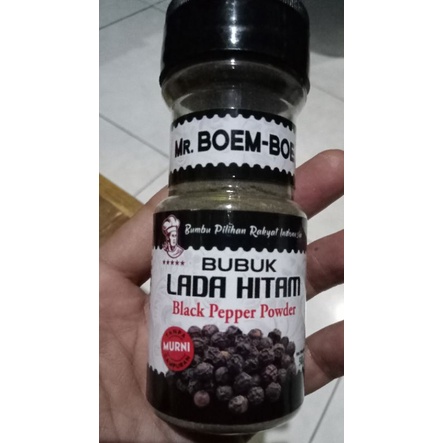 MR. BOEM-BOE
Bumbu Pilihan Rakyat Indonesia
BUBUK
LADA HITAM
Black Pepper Powder
MURNI